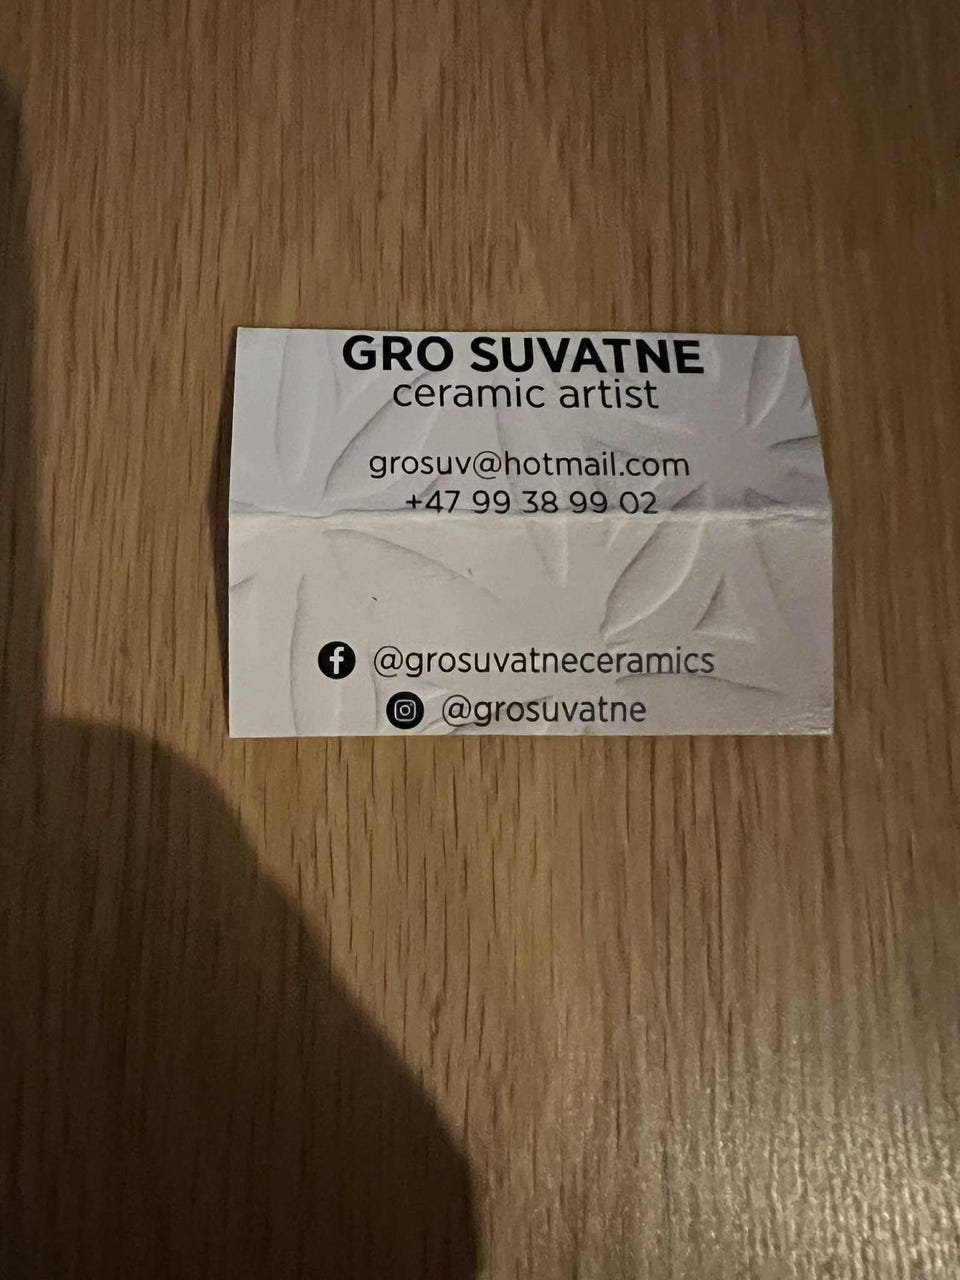 GRO SUVATNE
ceramic artist
grosuv@hotmail.com
+47 99 38 99 02
@grosuvatneceramics
@grosuvatne